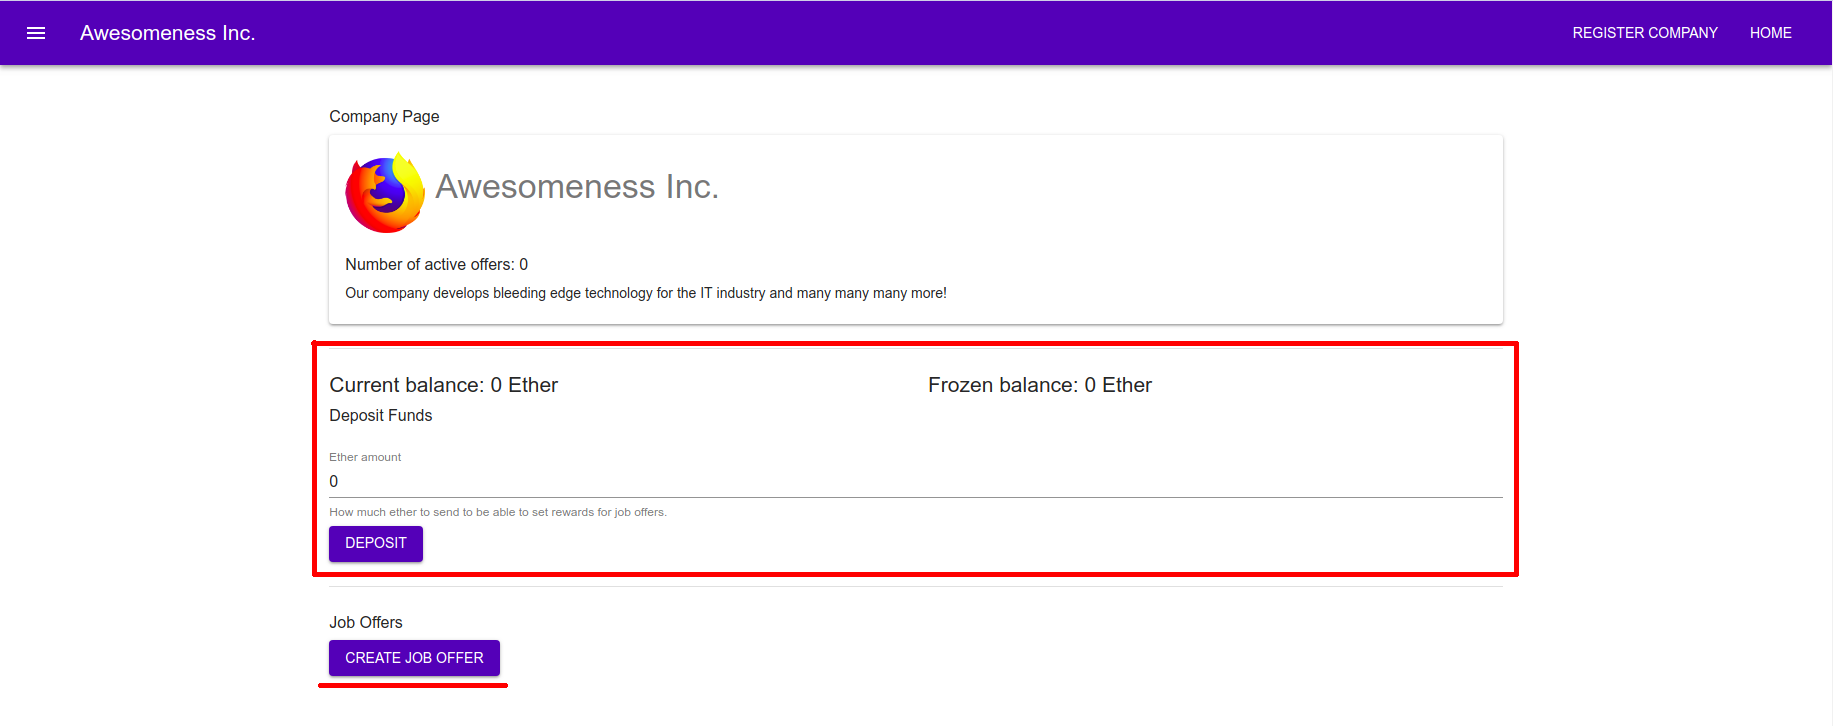 Awesomeness Inc. REGISTER COMPANY HOME
Company Page
Awesomeness Inc.
Number of active offers: 0
Our company develops bleeding edge technology for the IT industry and many many many more!
Current balance: 0 Ether Frozen balance: 0 Ether
Deposit Funds
Ether amount
0
How much ether to send to be able to set rewards for job offers.
DEPOSIT
Job Offers
CREATE JOB OFFER